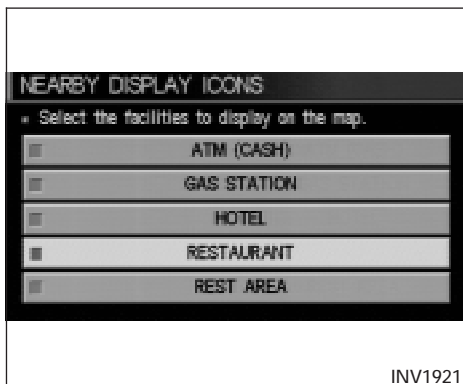 NEARBY DISPLAY ICONS
Select the facilities to display on the map.
ATM (CASH)
GAS STATION
HOTEL
RESTAURANT
REST AREA
INV1921